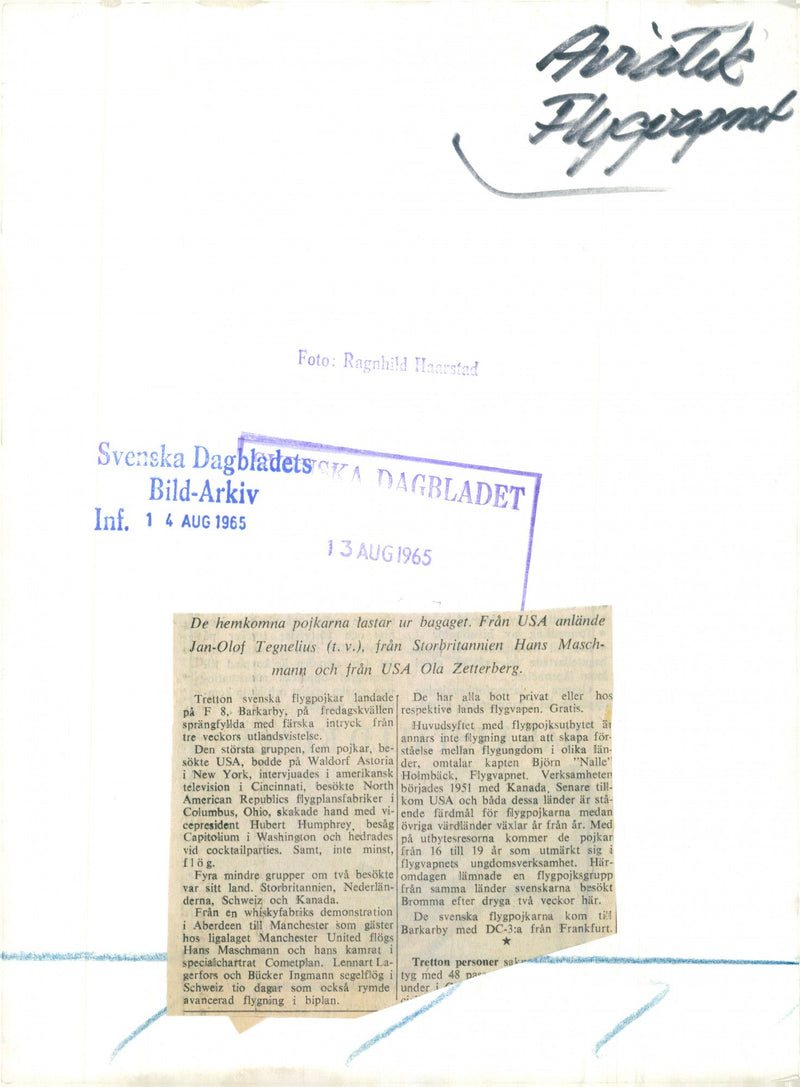 Aviatik
Flygvapnet
Foto: Ragnhild Haarstad
Svenska Dagbladets
Bild-Arkiv
Inf. 14 AUG 1965
SVENSKA DAGBLADET
13 AUG 1965
De hemkomna pojkarna lastar ur bagaget. Från USA anlände
Jan-Olof Tegnelius (t. v.), från Storbritannien Hans Masch-
mann och från USA Ola Zetterberg.
Tretton svenska flygpojkar landade
på F 8, Barkarby, på fredagskvällen
sprängfyllda med färska intryck från
tre veckors utlandsvistelse.
Den största gruppen, fem pojkar, be-
sökte USA, bodde på Waldorf Astoria
i New York, intervjuades i amerikansk
television i Cincinnati, besökte North
American Republics flygplansfabriker i
Columbus, Ohio, skakade hand med vi-
cepresident Hubert Humphrey, besåg
Capitolium i Washington och hedrades
vid cocktailparties. Samt, inte minst,
flög.
Fyra mindre grupper om två besökte
var sitt land. Storbritannien, Nederlän-
derna, Schweiz och Kanada.
Från en whiskyfabriks demonstration
i Aberdeen till Manchester som gäster
hos ligalaget Manchester United flögs
Hans Maschmann och hans kamrat i
specialchartrat Cometplan. Lennart La-
gerfors och Bücker Ingmann segelflög i
Schweiz tio dagar som också rymde
avancerad flygning i biplan.
De har alla bott privat eller hos
respektive lands flygvapen. Gratis.
Huvudsyftet med flygpojksutbytet är
annars inte flygning utan att skapa för-
ståelse mellan flygungdom i olika län-
der, omtalar kapten Björn "Nalle"
Holmbäck, Flygvapnet. Verksamheten
börjades 1951 med Kanada. Senare till-
kom USA och båda dessa länder är stå-
ende färdmål för flygpojkarna medan
övriga värdländer växlar år från år. Med
på utbytesresorna kommer de pojkar
från 16 till 19 år som utmärkt sig i
flygvapnets ungdomsverksamhet. Här-
omdagen lämnade en flygpojksgrupp
från samma länder svenskarna besökt
Bromma efter dryga två veckor här.
De svenska flygpojkarna kom till
Barkarby med DC-3:a från Frankfurt.
★
Tretton personer
tyg med 48
under i